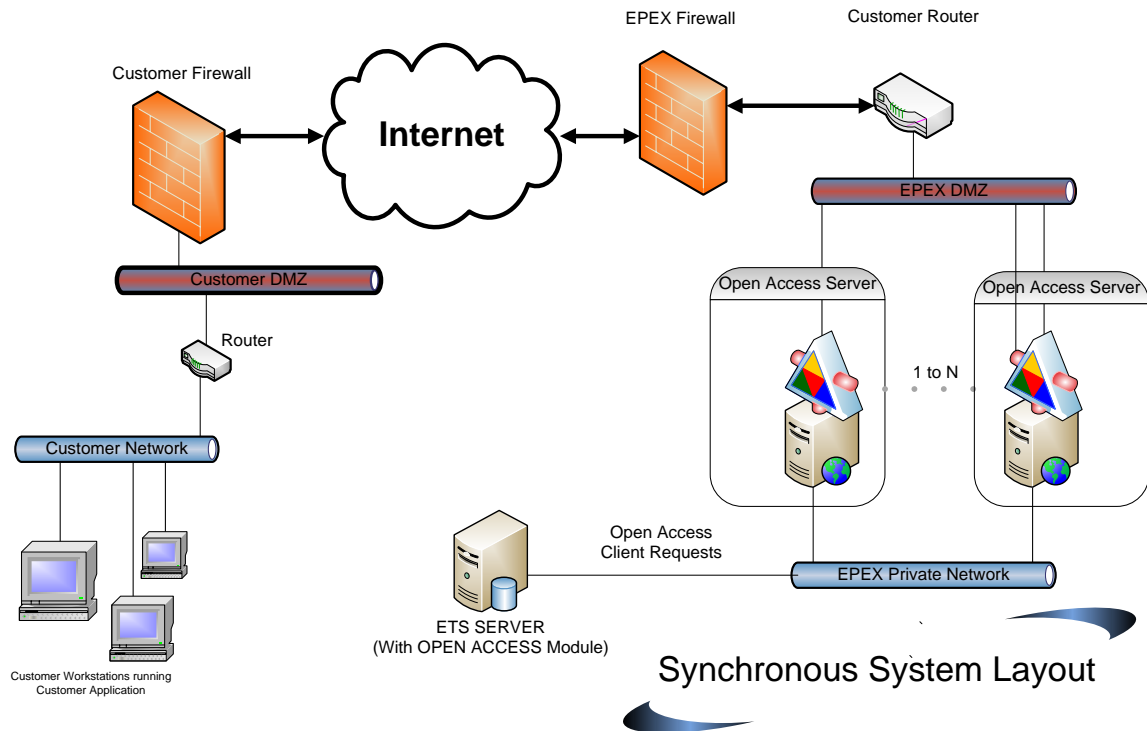 EPEX Firewall
Customer Router
Customer Firewall
Internet
EPEX DMZ
Customer DMZ
Open Access Server
Open Access Server
Router
1 to N
Customer Network
Open Access
Client Requests
EPEX Private Network
ETS SERVER
(With OPEN ACCESS Module)
Customer Workstations running
Customer Application
Synchronous System Layout